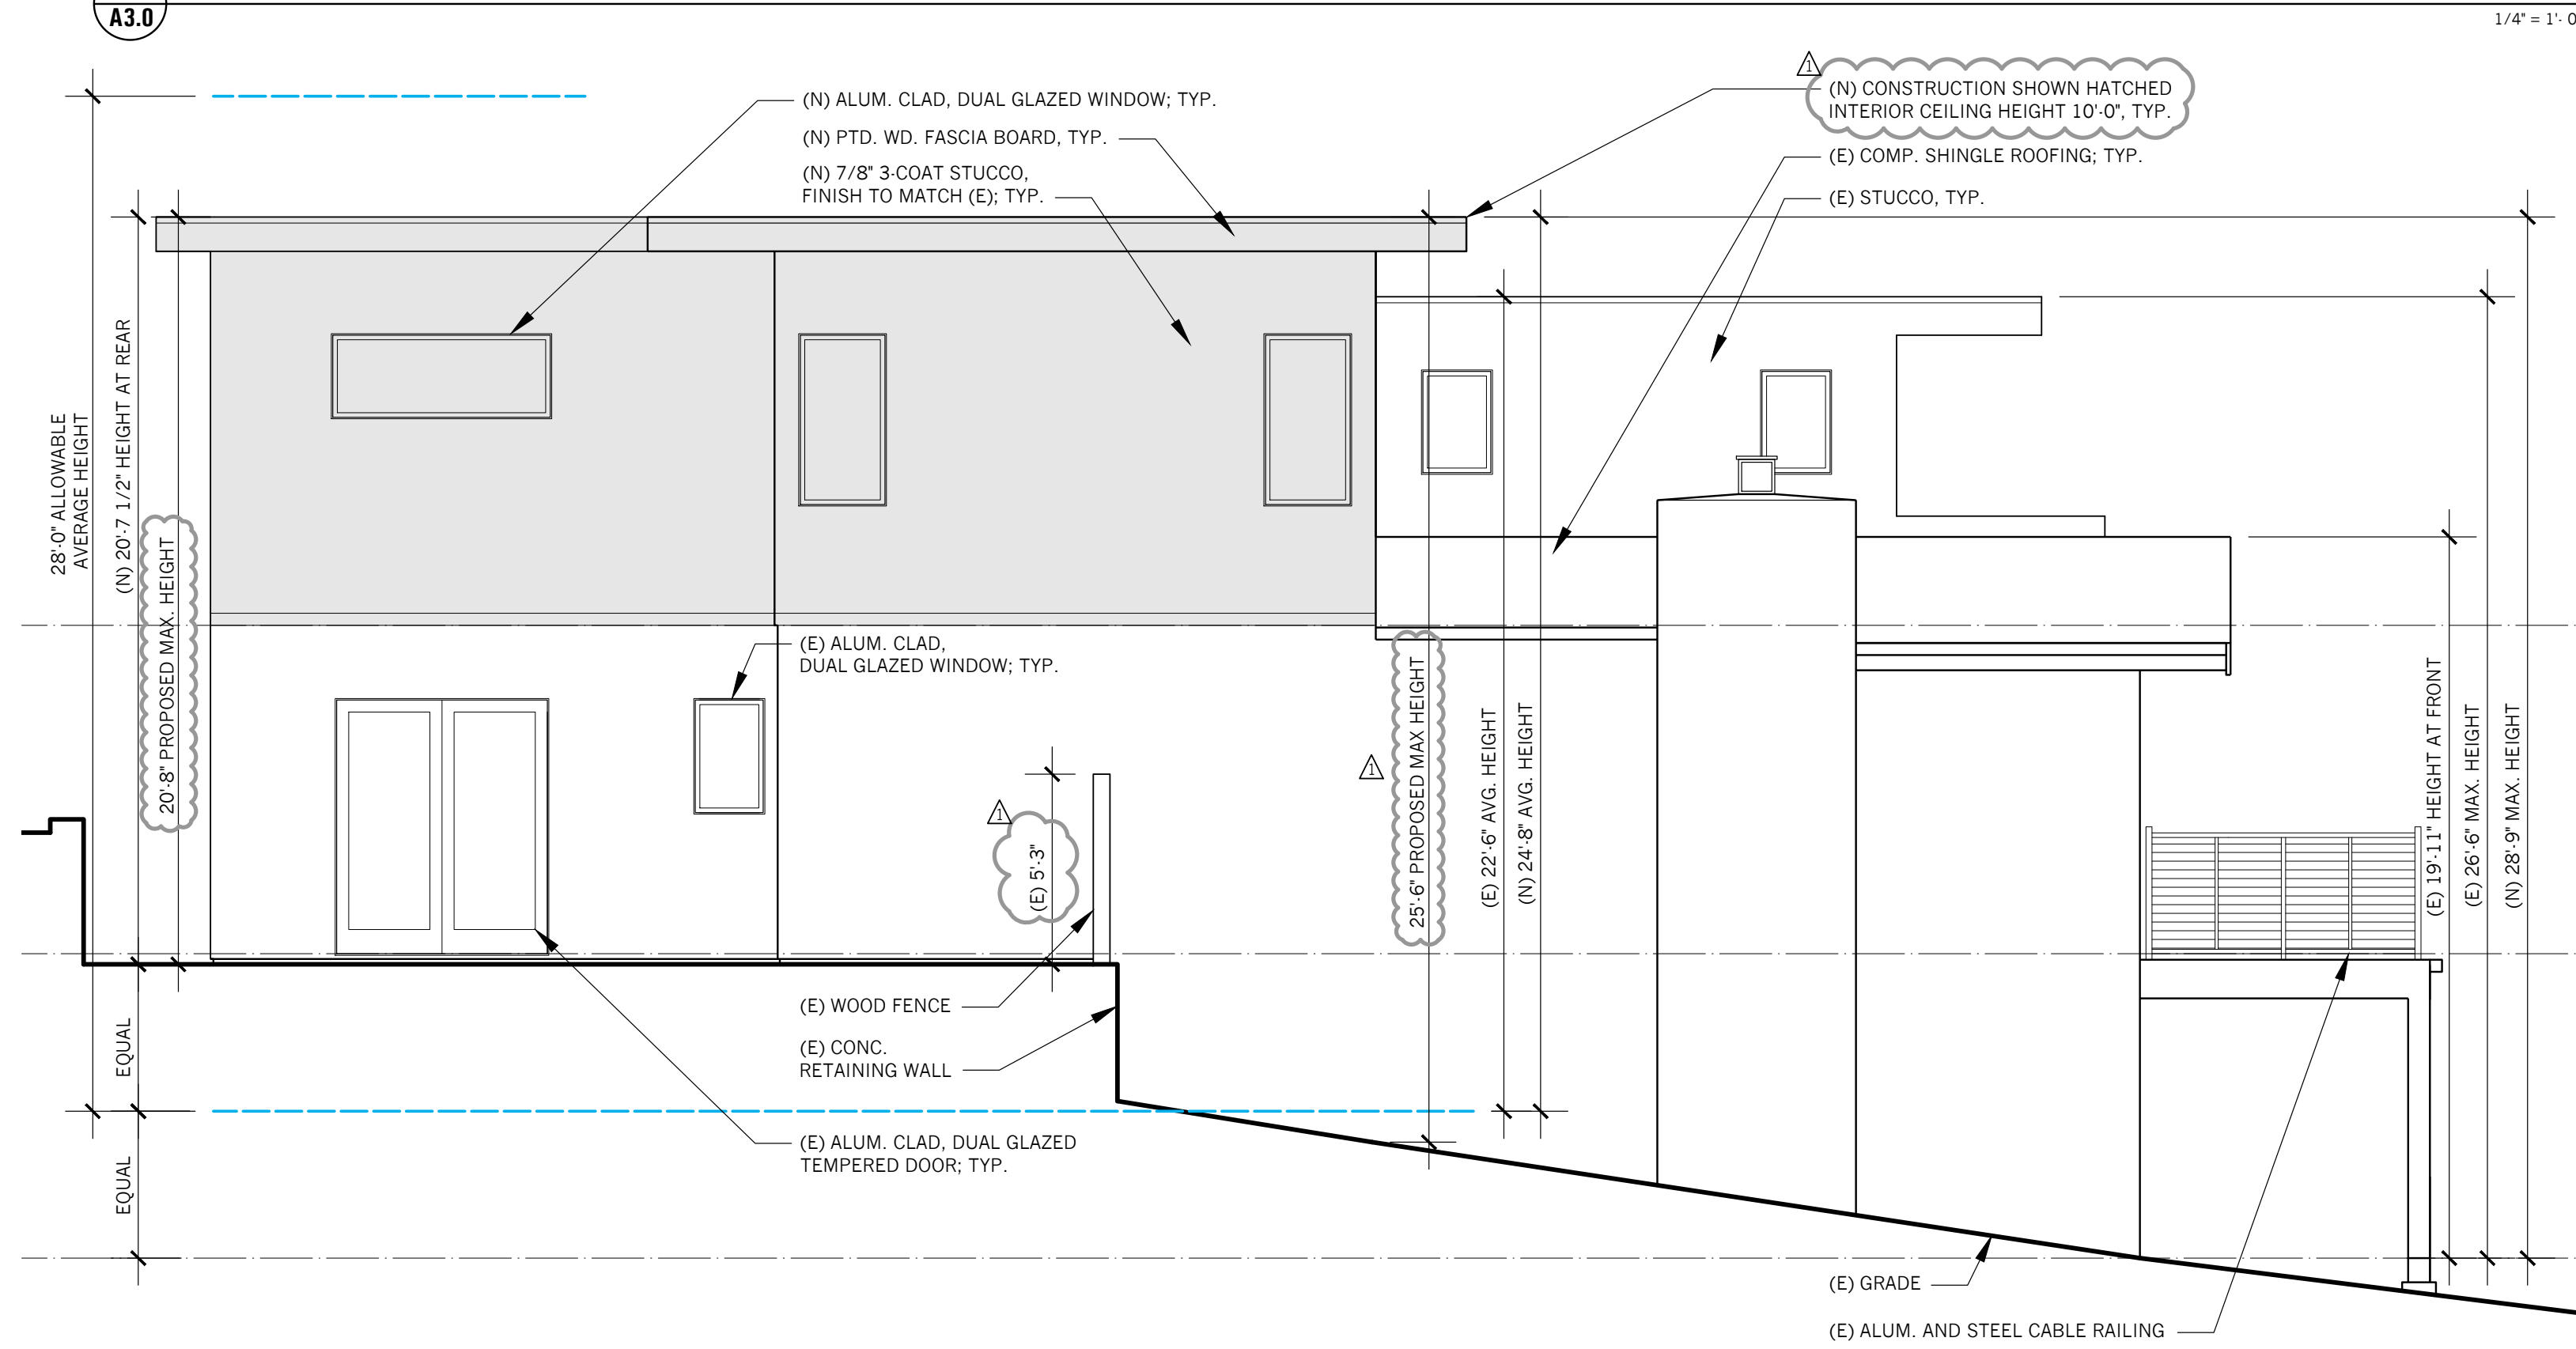 A3.0
1/4" = 1'- 0
(N) ALUM. CLAD, DUAL GLAZED WINDOW; TYP.
(N) PTD. WD. FASCIA BOARD, TYP.
(N) 7/8" 3-COAT STUCCO,
FINISH TO MATCH (E); TYP.
1
(N) CONSTRUCTION SHOWN HATCHED
INTERIOR CEILING HEIGHT 10'-0", TYP.
(E) COMP. SHINGLE ROOFING; TYP.
(E) STUCCO, TYP.
28'-0" ALLOWABLE
AVERAGE HEIGHT
(N) 20'-7 1/2" HEIGHT AT REAR
20'-8" PROPOSED MAX. HEIGHT
(E) ALUM. CLAD,
DUAL GLAZED WINDOW; TYP.
1
(E) 5'-3"
1
25'-6" PROPOSED MAX HEIGHT
(E) 22'-6" AVG. HEIGHT
(N) 24'-8" AVG. HEIGHT
(E) 19'-11" HEIGHT AT FRONT
(E) 26'-6" MAX. HEIGHT
(N) 28'-9" MAX. HEIGHT
(E) WOOD FENCE
(E) CONC.
RETAINING WALL
EQUAL
EQUAL
(E) ALUM. CLAD, DUAL GLAZED
TEMPERED DOOR; TYP.
(E) GRADE
(E) ALUM. AND STEEL CABLE RAILING